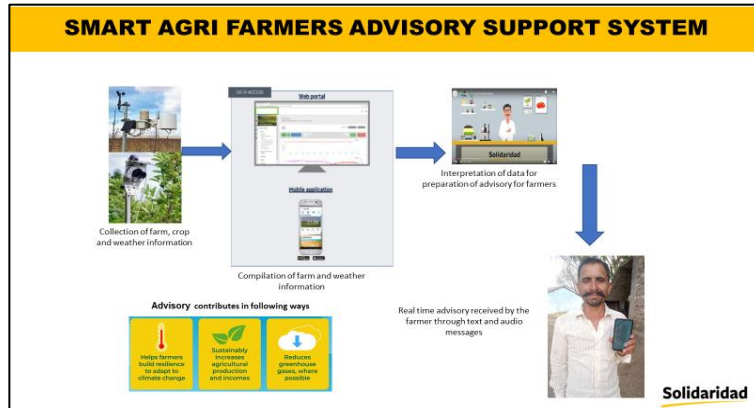 SMART AGRI FARMERS ADVISORY SUPPORT SYSTEM
DATA ACCESS
Web portal
Mobile application
Solidaridad
Collection of farm, crop
and weather information
Compilation of farm and weather
information
Interpretation of data for
preparation of advisory for farmers
Real time advisory received by the
farmer through text and audio
messages
Advisory contributes in following ways
Helps farmers
build resilience
to adapt to
climate change
Sustainably
increases
agricultural
production
and incomes
Reduces
greenhouse
gases, where
possible
Solidaridad